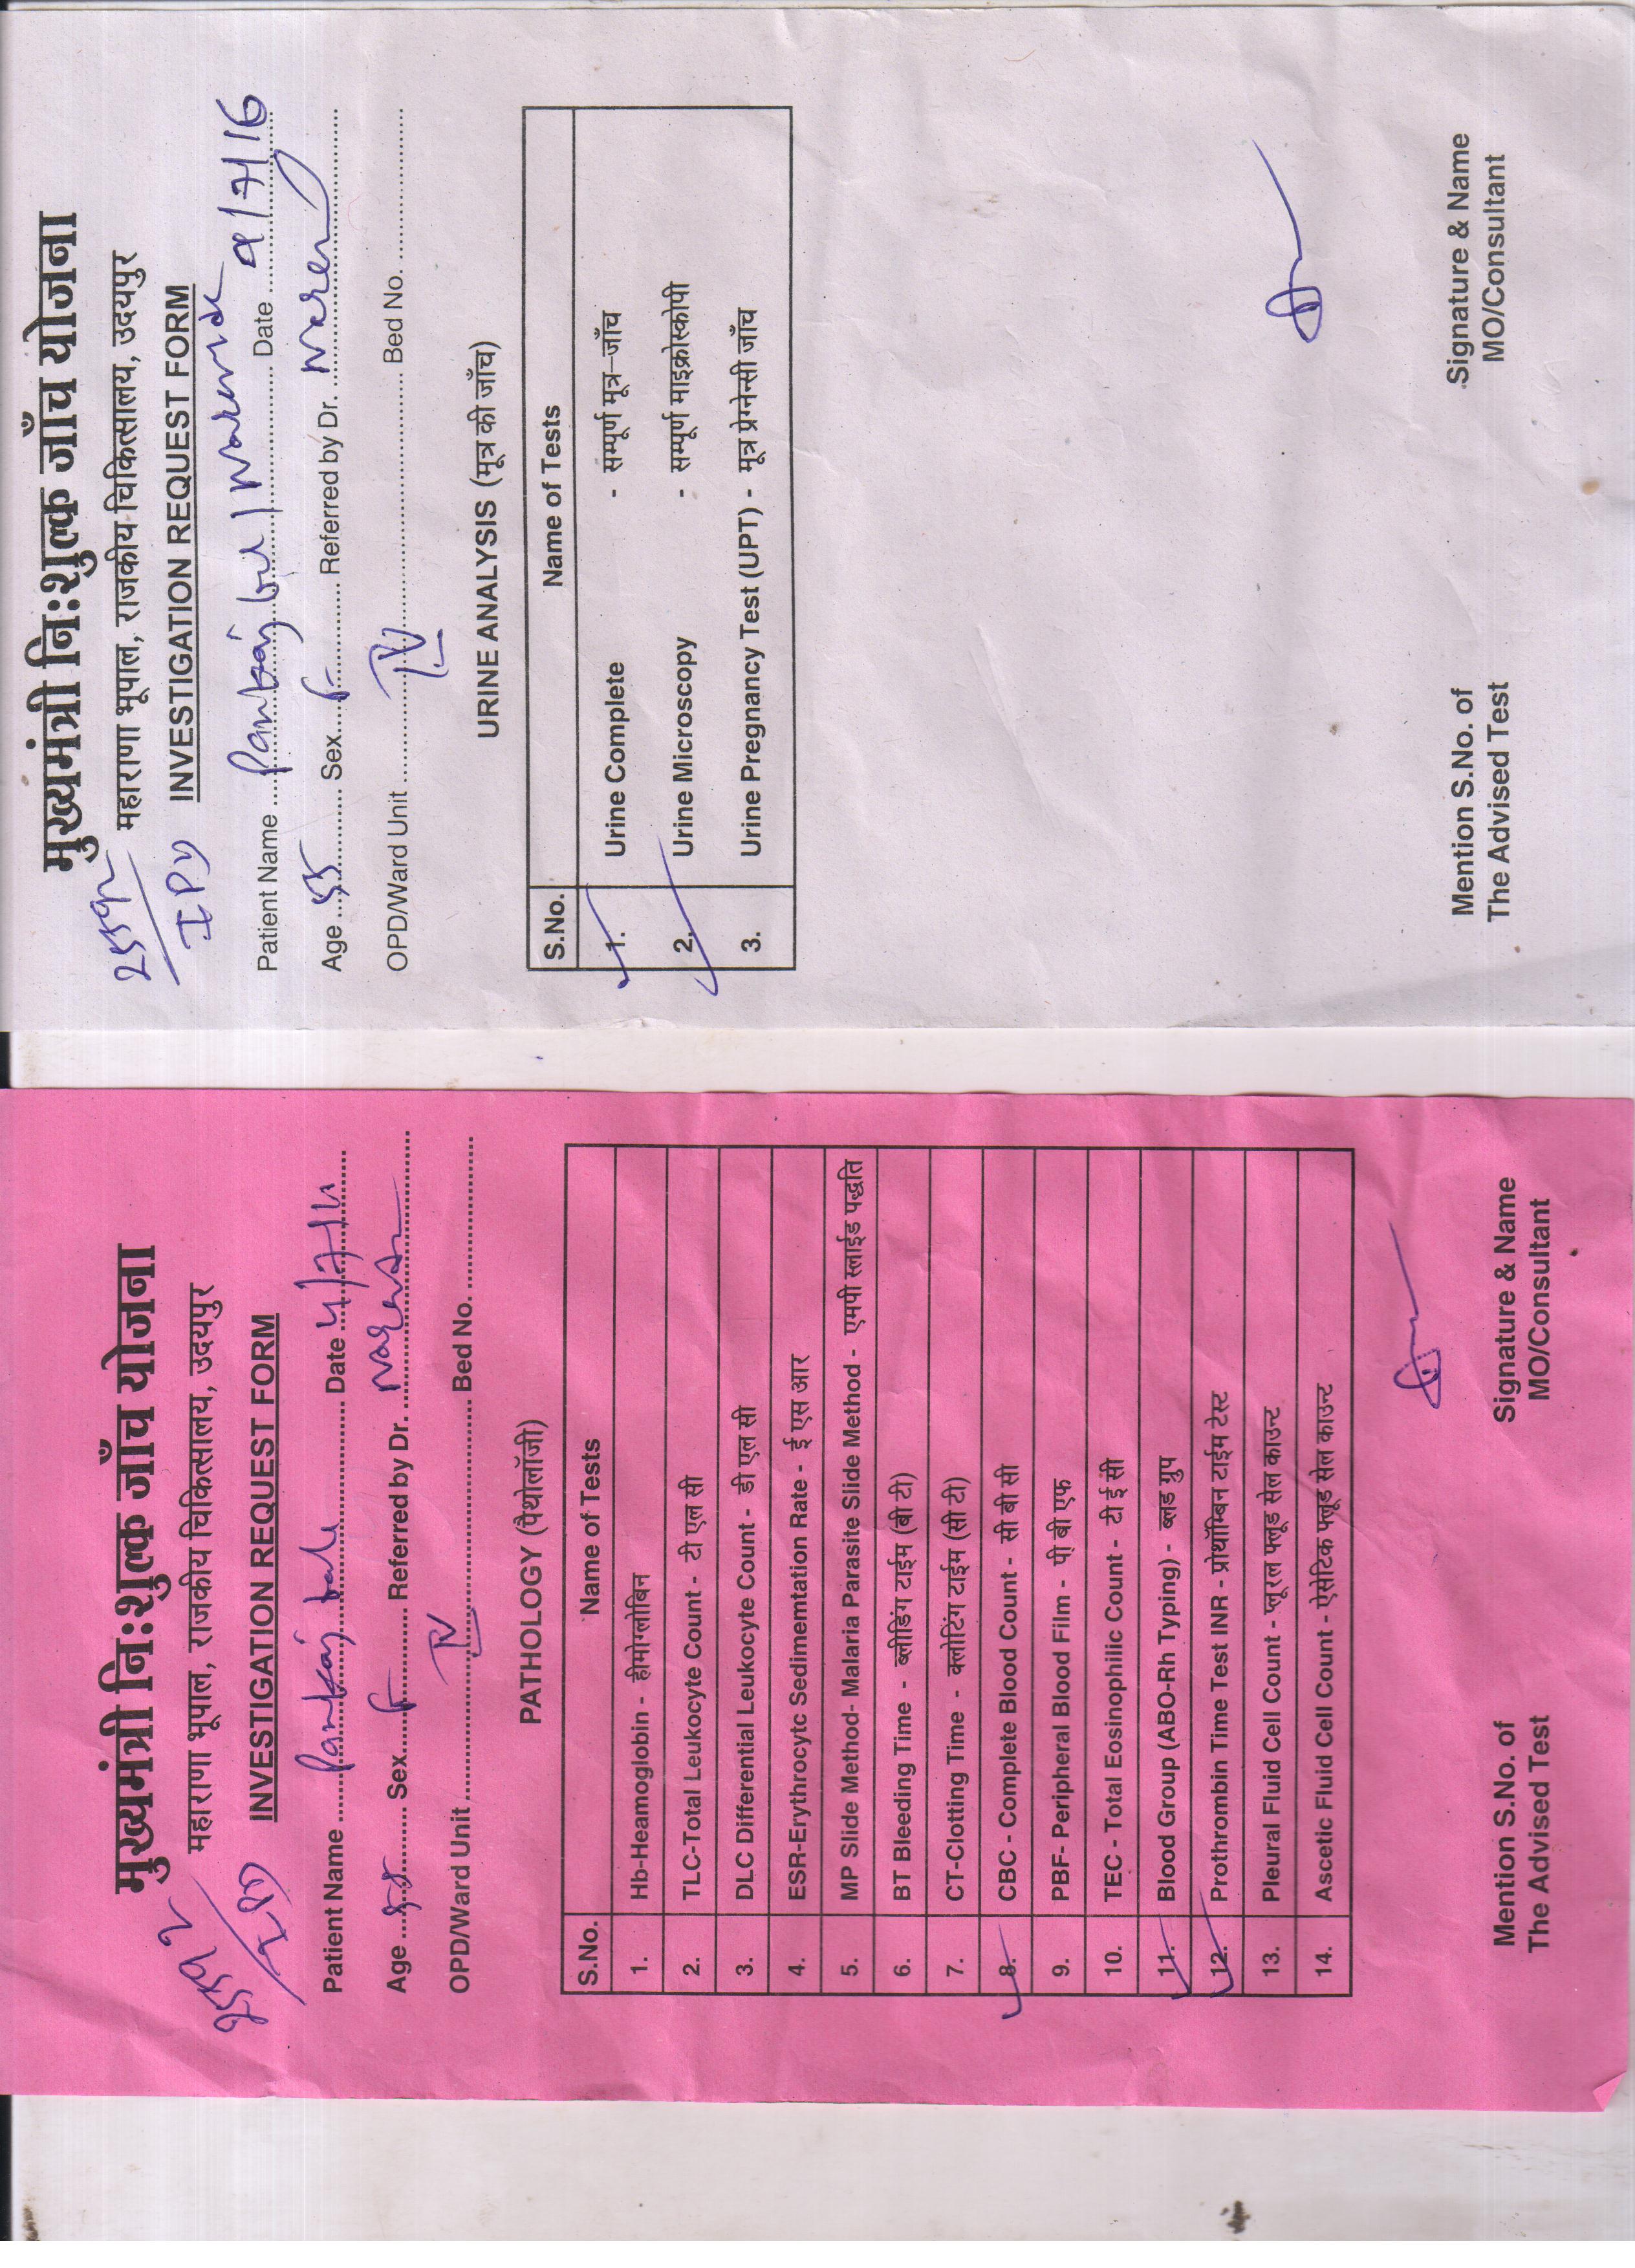 मुख्यमंत्री निःशुल्क जाँच योजना
महाराणा भूपाल, राजकीय चिकित्सालय, उदयपुर
IPD
INVESTIGATION REQUEST FORM
Patient Name Pankaj Date
Age 55 Sex F Referred by Dr. Naren
OPD/Ward Unit IV Bed No.
URINE ANALYSIS (मूत्र की जाँच)
S.No. Name of Tests
1. Urine Complete - सम्पूर्ण मूत्र-जाँच
2. Urine Microscopy - सम्पूर्ण माइक्रोस्कोपी
3. Urine Pregnancy Test (UPT) - मूत्र प्रेग्नेन्सी जाँच
Mention S.No. of
The Advised Test
Signature & Name
MO/Consultant
मुख्यमंत्री निःशुल्क जाँच योजना
महाराणा भूपाल, राजकीय चिकित्सालय, उदयपुर
IPD
INVESTIGATION REQUEST FORM
Patient Name Pankaj Date
Age Sex F Referred by Dr.
OPD/Ward Unit IV Bed No.
PATHOLOGY (पैथोलॉजी)
S.No. Name of Tests
1. Hb-Heamoglobin - हीमोग्लोबिन
2. TLC-Total Leukocyte Count - टी एल सी
3. DLC Differential Leukocyte Count - डी एल सी
4. ESR-Erythrocytc Sedimemtation Rate - ई एस आर
5. MP Slide Method- Malaria Parasite Slide Method - एमपी स्लाईड पद्धति
6. BT Bleeding Time - ब्लीडिंग टाईम (बी टी)
7. CT-Clotting Time - क्लोटिंग टाईम (सी टी)
8. CBC - Complete Blood Count - सी बी सी
9. PBF- Peripheral Blood Film - पी बी एफ
10. TEC - Total Eosinophilic Count - टी ई सी
11. Blood Group (ABO-Rh Typing) - ब्लड ग्रुप
12. Prothrombin Time Test INR - प्रोथॉम्बिन टाईम टेस्ट
13. Pleural Fluid Cell Count - प्लूरल फ्लूड सेल काउन्ट
14. Ascetic Fluid Cell Count - ऐसेटिक फ्लूड सेल काउन्ट
Mention S.No. of
The Advised Test
Signature & Name
MO/Consultant